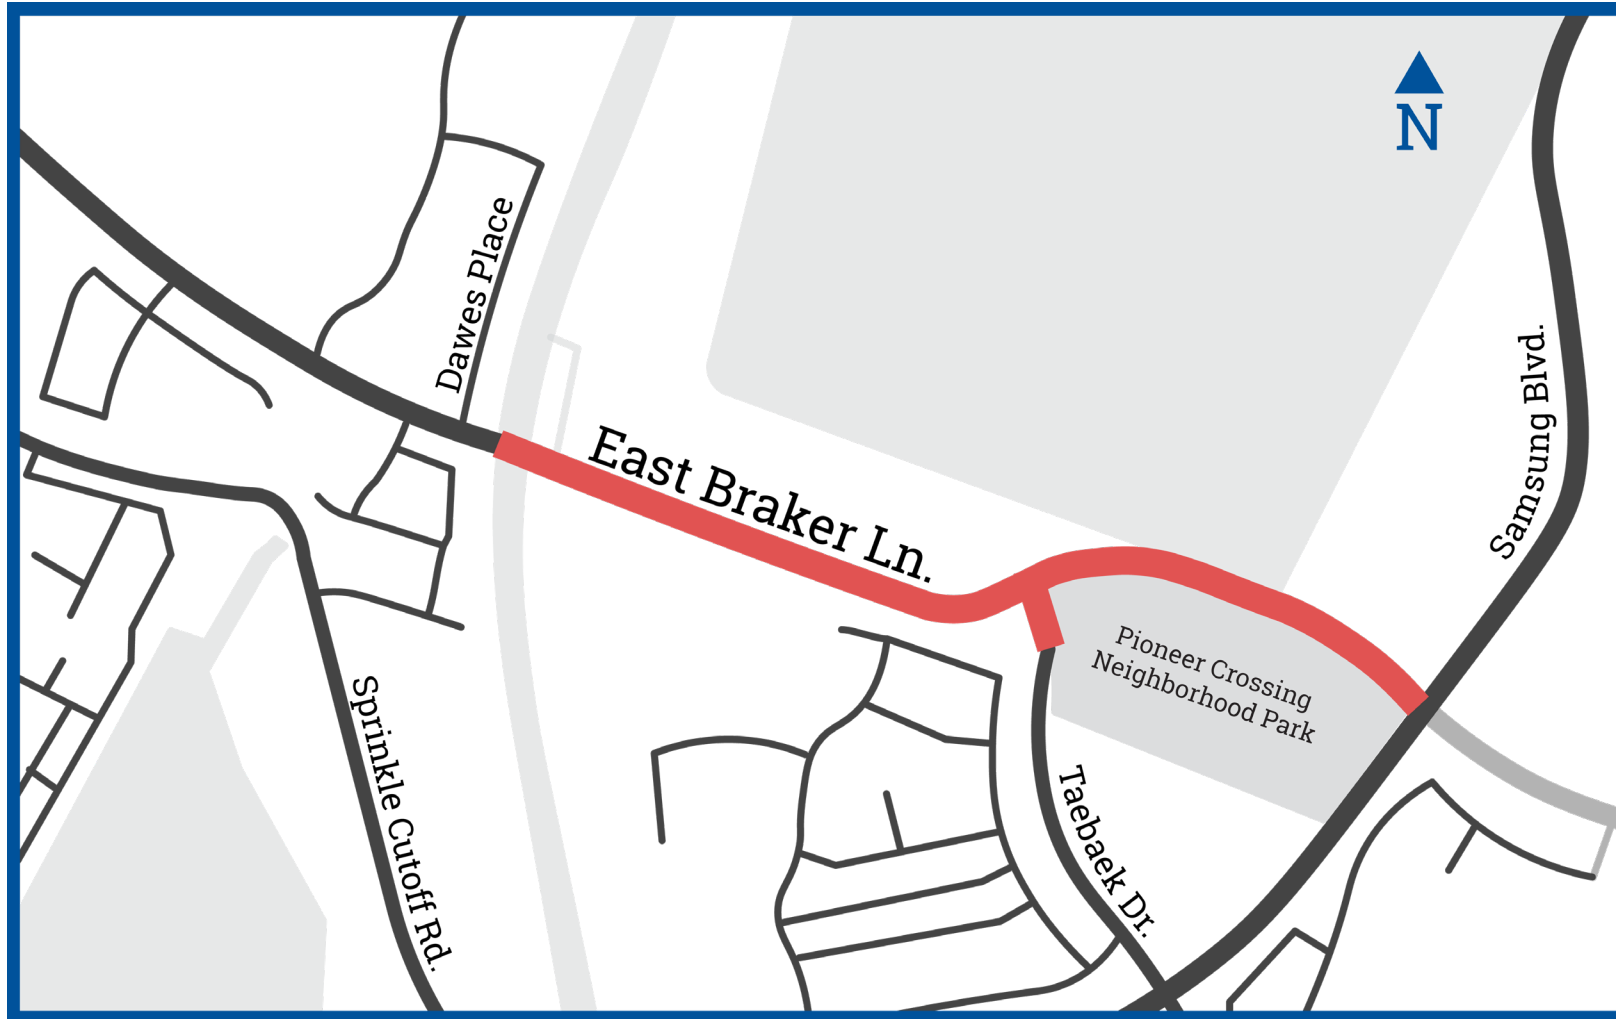 N
Dawes Place
East Braker Ln.
Samsung Blvd.
Pioneer Crossing
Neighborhood Park
Sprinkle Cutoff Rd.
Taebaek Dr.